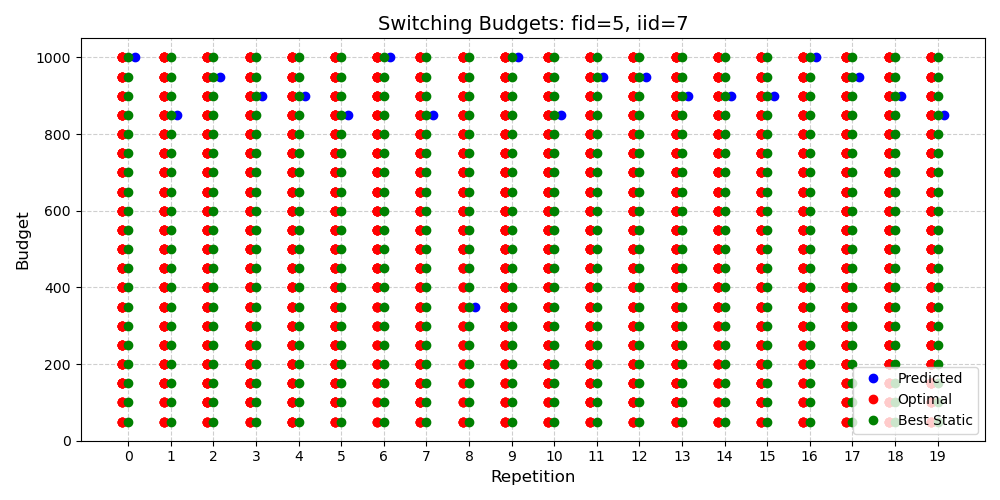 Switching Budgets: fid=5, iid=7
Budget
1000
800
600
400
200
0
0 1 2 3 4 5 6 7 8 9 10 11 12 13 14 15 16 17 18 19
Repetition
Predicted
Optimal
Best Static